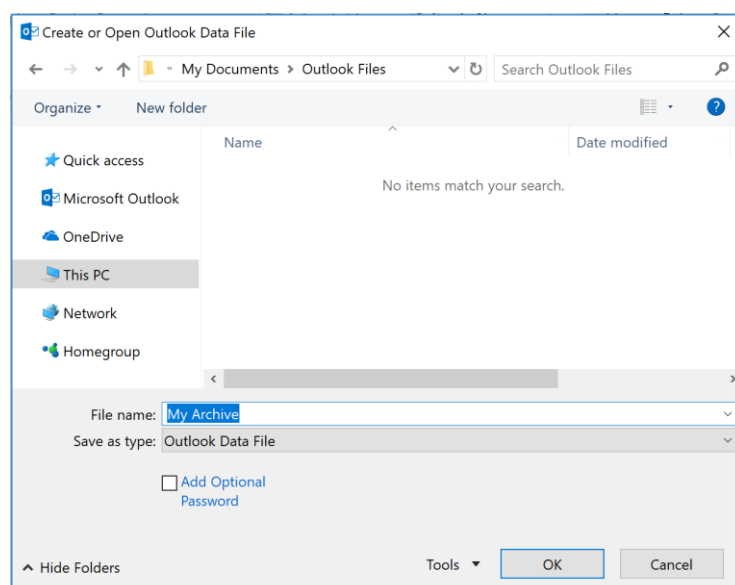 Create or Open Outlook Data File
« My Documents > Outlook Files
Search Outlook Files
Organize
New folder
?
Name
Date modified
Quick access
No items match your search.
Microsoft Outlook
OneDrive
This PC
Network
Homegroup
File name: My Archive
Save as type: Outlook Data File
Add Optional
Password
Hide Folders
Tools
OK
Cancel